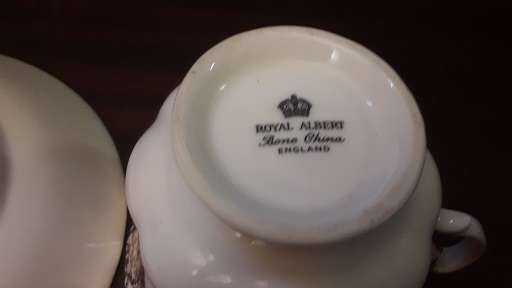 ROYAL ALBERT
Bone China
ENGLAND